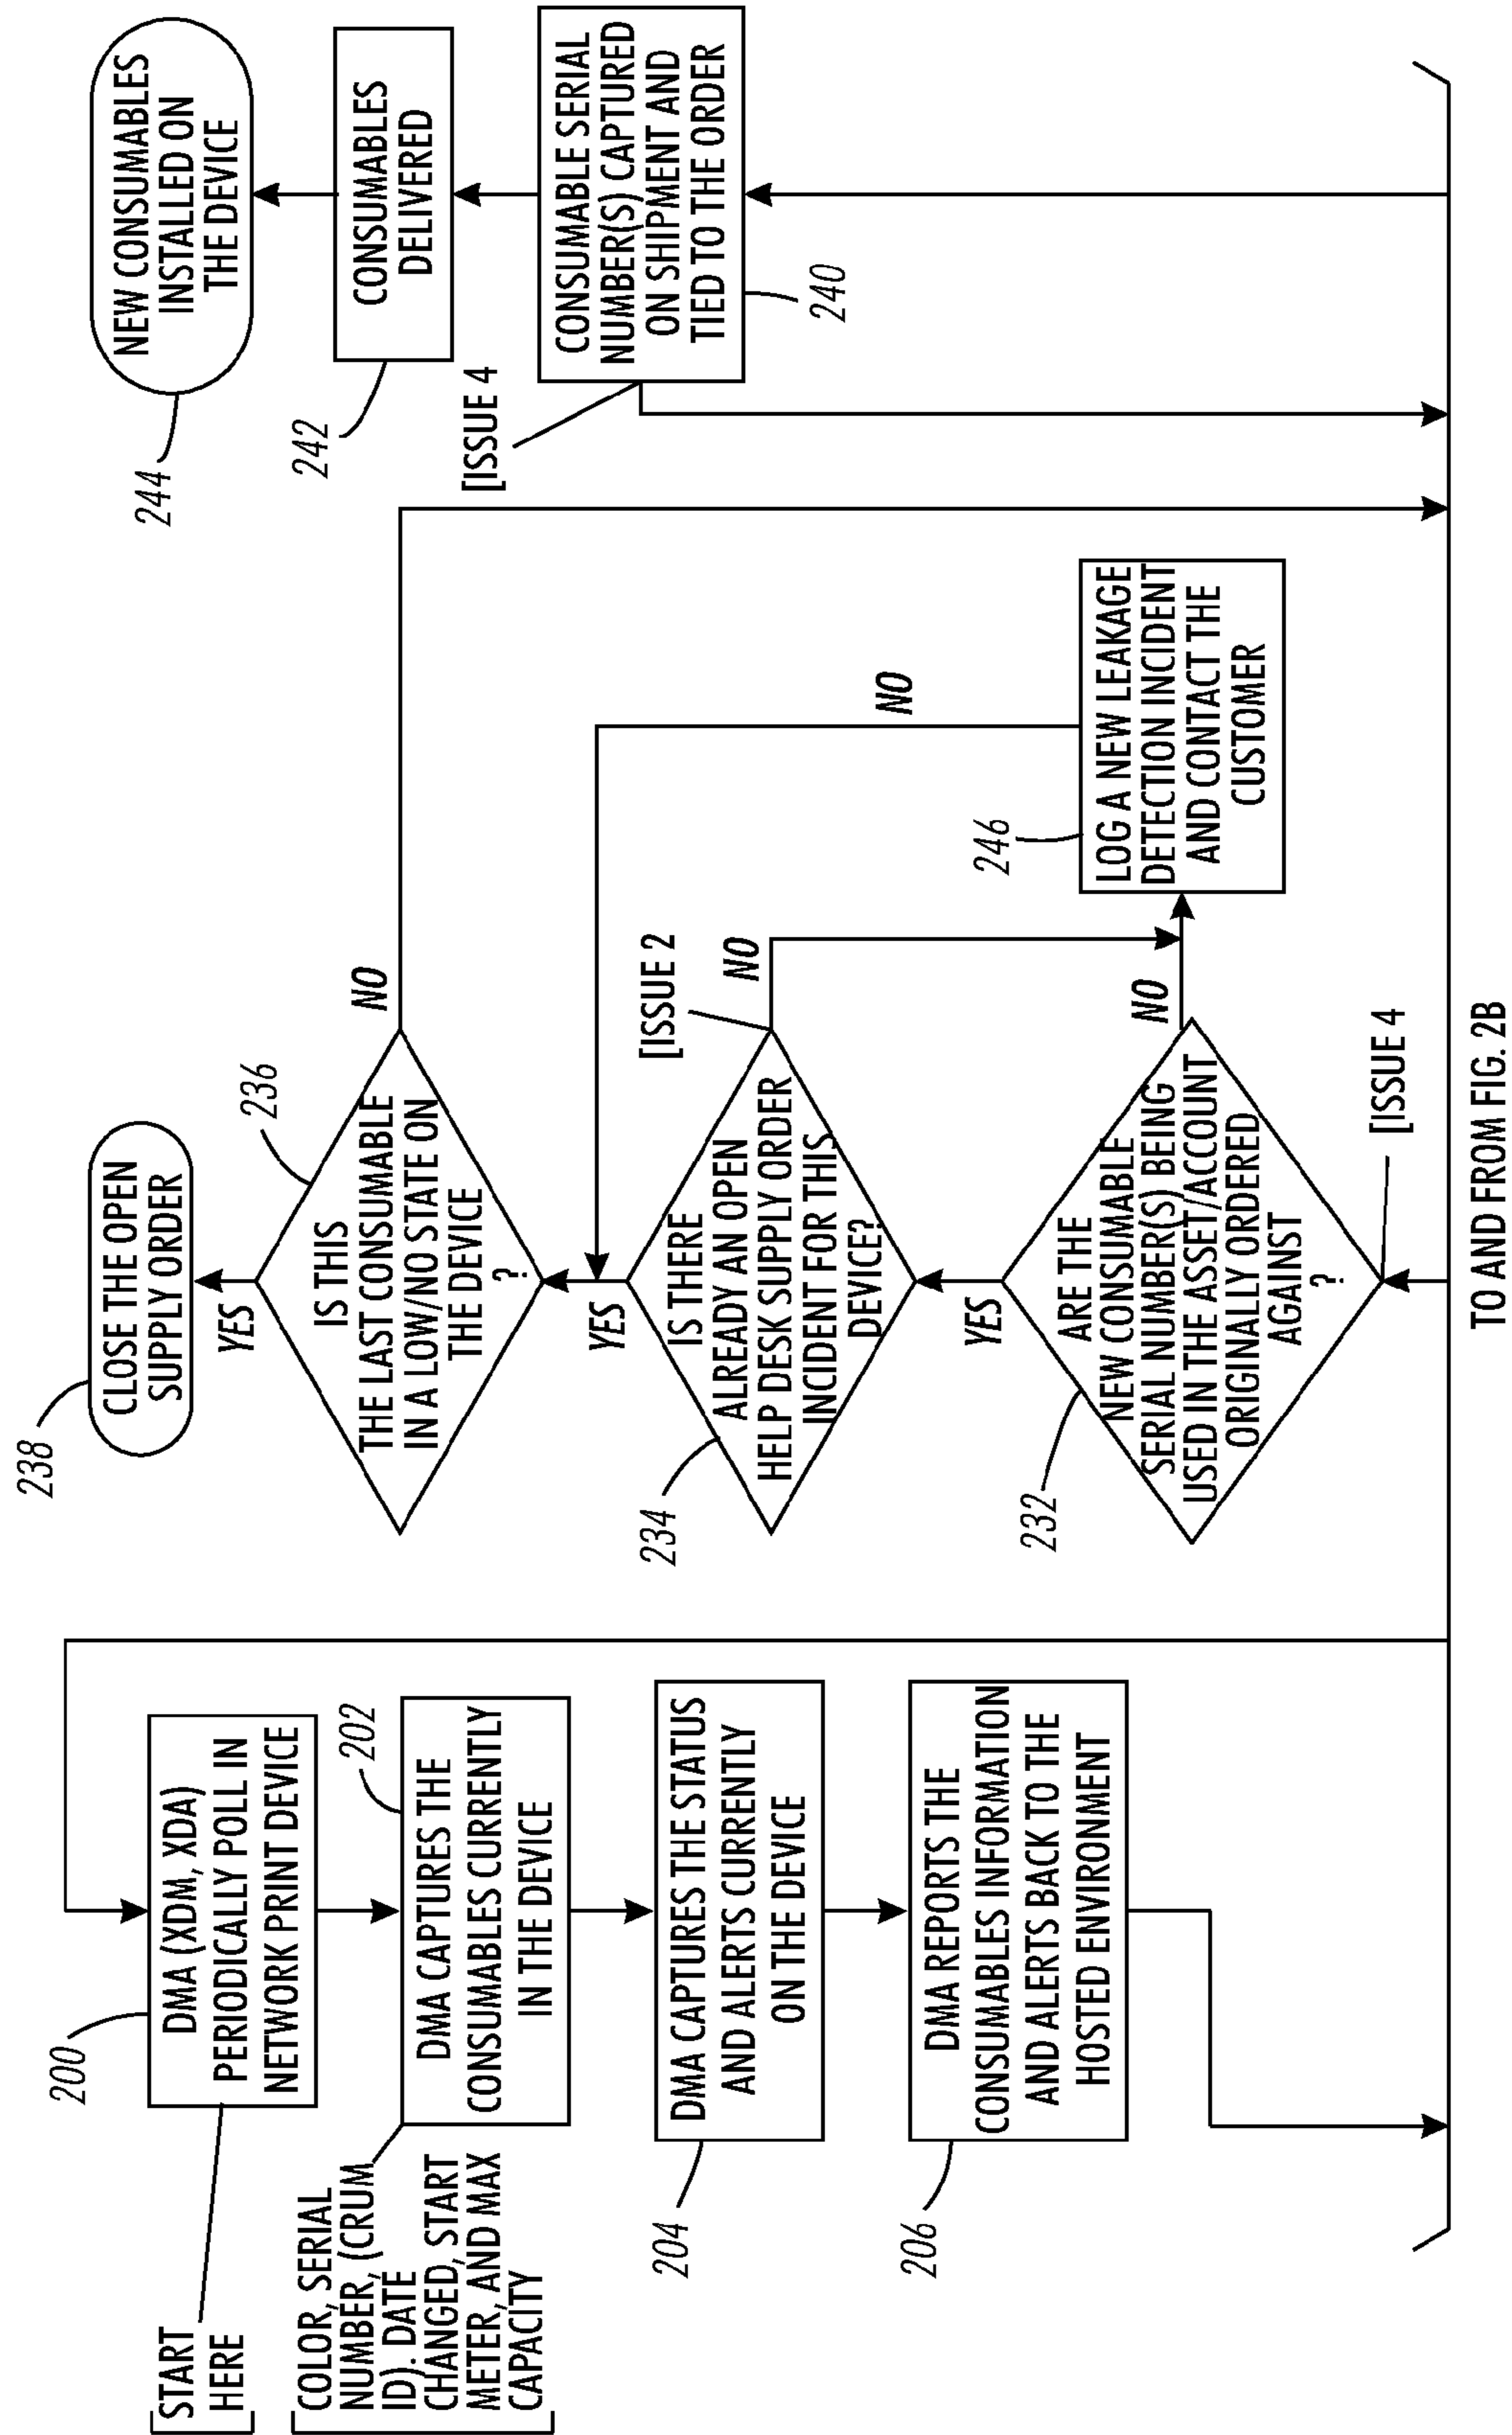 [START
HERE
200
DMA (XDM, XDA)
PERIODICALLY POLL IN
NETWORK PRINT DEVICE
[COLOR, SERIAL
NUMBER, (CRUM
ID). DATE
CHANGED, START
METER, AND MAX
CAPACITY
202
DMA CAPTURES THE
CONSUMABLES CURRENTLY
IN THE DEVICE
204
DMA CAPTURES THE STATUS
AND ALERTS CURRENTLY
ON THE DEVICE
206
DMA REPORTS THE
CONSUMABLES INFORMATION
AND ALERTS BACK TO THE
HOSTED ENVIRONMENT
238
CLOSE THE OPEN
SUPPLY ORDER
YES
236
IS THIS
THE LAST CONSUMABLE
IN A LOW/NO STATE ON
THE DEVICE
?
NO
YES
[ISSUE 2
234
IS THERE
ALREADY AN OPEN
HELP DESK SUPPLY ORDER
INCIDENT FOR THIS
DEVICE?
NO
YES
232
ARE THE
NEW CONSUMABLE
SERIAL NUMBER(S) BEING
USED IN THE ASSET/ACCOUNT
ORIGINALLY ORDERED
AGAINST
?
NO
[ISSUE 4
NO
246
LOG A NEW LEAKAGE
DETECTION INCIDENT
AND CONTACT THE
CUSTOMER
244
NEW CONSUMABLES
INSTALLED ON
THE DEVICE
242
CONSUMABLES
DELIVERED
[ISSUE 4
CONSUMABLE SERIAL
NUMBER(S) CAPTURED
ON SHIPMENT AND
TIED TO THE ORDER
240
TO AND FROM FIG. 2B